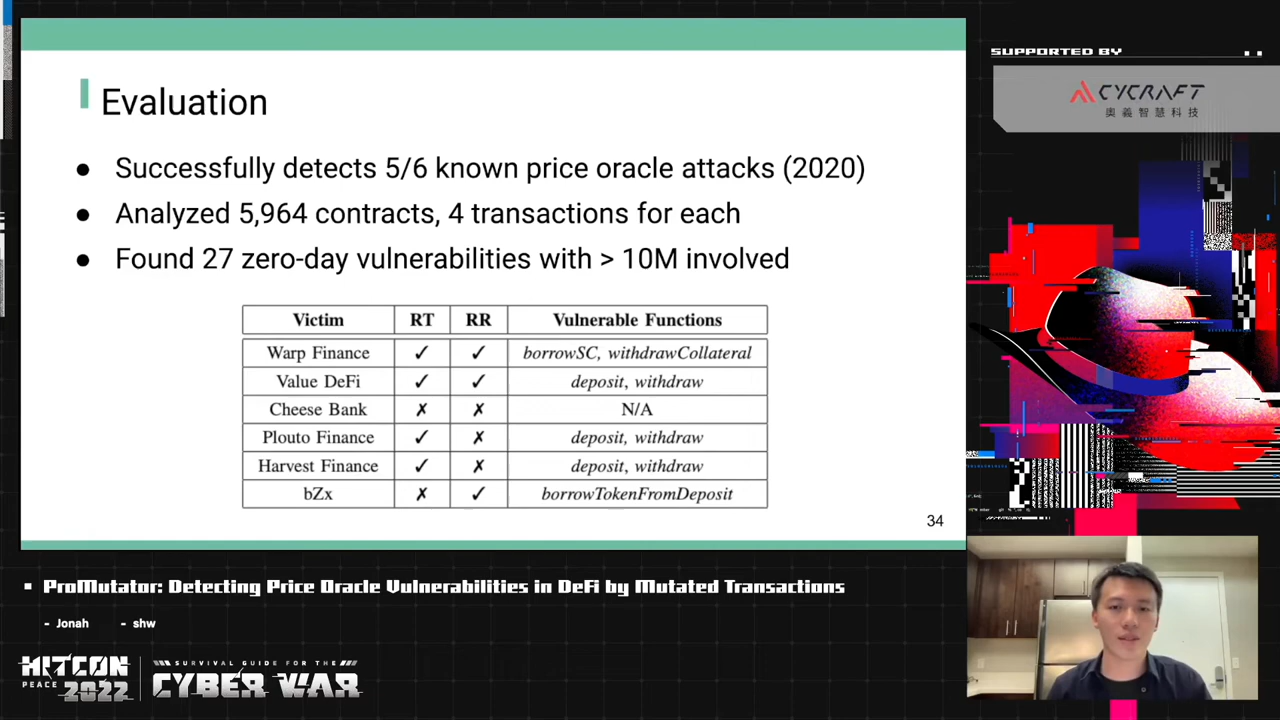 SUPPORTED BY
CYCRAFT
奧義智慧科技
Evaluation
● Successfully detects 5/6 known price oracle attacks (2020)
● Analyzed 5,964 contracts, 4 transactions for each
● Found 27 zero-day vulnerabilities with > 10M involved
Victim RT RR Vulnerable Functions
Warp Finance ✓ ✓ borrowSC, withdrawCollateral
Value DeFi ✓ ✓ deposit, withdraw
Cheese Bank ✗ ✗ N/A
Plouto Finance ✓ ✗ deposit, withdraw
Harvest Finance ✓ ✗ deposit, withdraw
bZx ✗ ✓ borrowTokenFromDeposit
34
ProMutator: Detecting Price Oracle Vulnerabilities in DeFi by Mutated Transactions
- Jonah - shw
HITCON
PEACE 2022
SURVIVAL GUIDE FOR THE
CYBER WAR